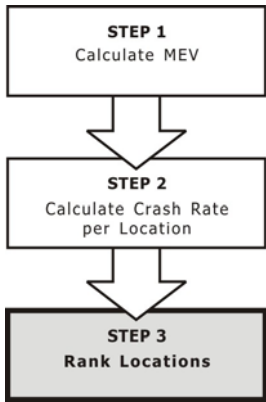 STEP 1
Calculate MEV
STEP 2
Calculate Crash Rate
per Location
STEP 3
Rank Locations